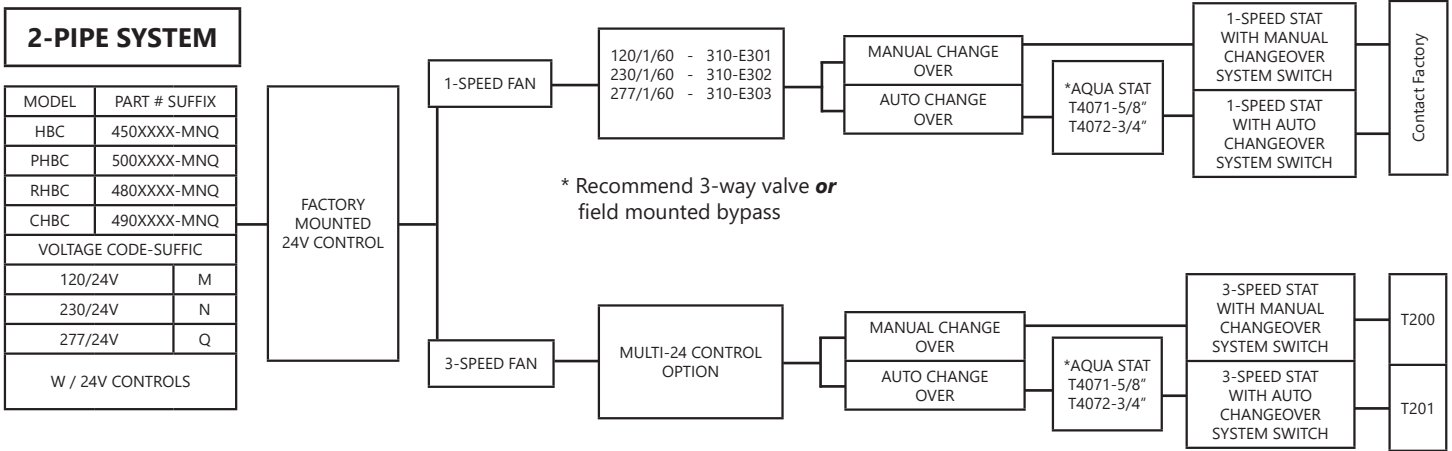 2-PIPE SYSTEM
MODEL PART # SUFFIX
HBC 450XXXX-MNQ
PHBC 500XXXX-MNQ
RHBC 480XXXX-MNQ
CHBC 490XXXX-MNQ
VOLTAGE CODE-SUFFIC
120/24V M
230/24V N
277/24V Q
W / 24V CONTROLS
FACTORY
MOUNTED
24V CONTROL
1-SPEED FAN
120/1/60 - 310-E301
230/1/60 - 310-E302
277/1/60 - 310-E303
MANUAL CHANGE
OVER
AUTO CHANGE
OVER
*AQUA STAT
T4071-5/8"
T4072-3/4"
1-SPEED STAT
WITH MANUAL
CHANGEOVER
SYSTEM SWITCH
1-SPEED STAT
WITH AUTO
CHANGEOVER
SYSTEM SWITCH
Contact Factory
* Recommend 3-way valve or
field mounted bypass
3-SPEED FAN
MULTI-24 CONTROL
OPTION
MANUAL CHANGE
OVER
AUTO CHANGE
OVER
*AQUA STAT
T4071-5/8"
T4072-3/4"
3-SPEED STAT
WITH MANUAL
CHANGEOVER
SYSTEM SWITCH
3-SPEED STAT
WITH AUTO
CHANGEOVER
SYSTEM SWITCH
T200
T201